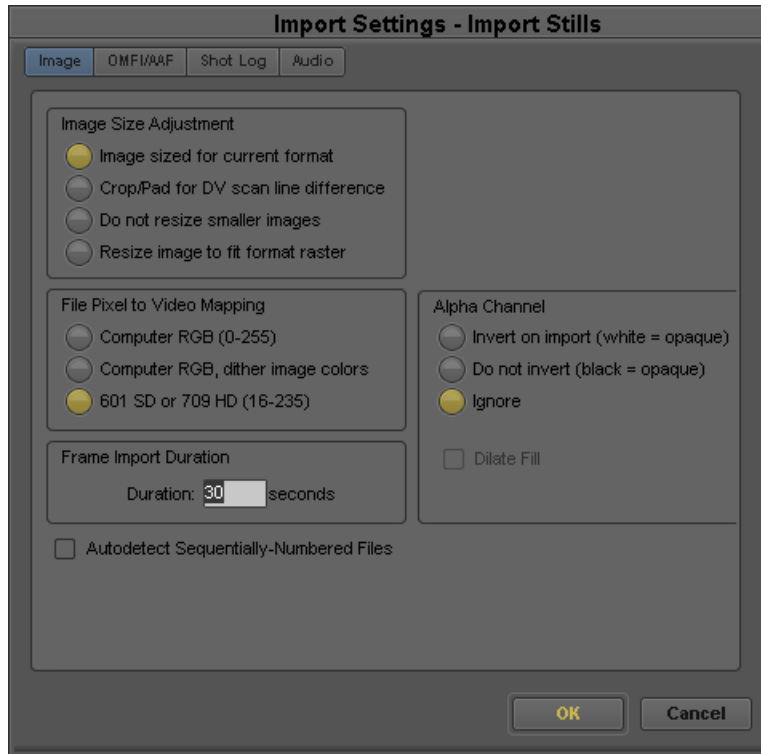 Import Settings - Import Stills
Image OMFI/AAF Shot Log Audio
Image Size Adjustment
Image sized for current format
Crop/Pad for DV scan line difference
Do not resize smaller images
Resize image to fit format raster
File Pixel to Video Mapping
Computer RGB (0-255)
Computer RGB, dither image colors
601 SD or 709 HD (16-235)
Frame Import Duration
Duration: 30 seconds
Alpha Channel
Invert on import (white = opaque)
Do not invert (black = opaque)
Ignore
Dilate Fill
Autodetect Sequentially-Numbered Files
OK Cancel